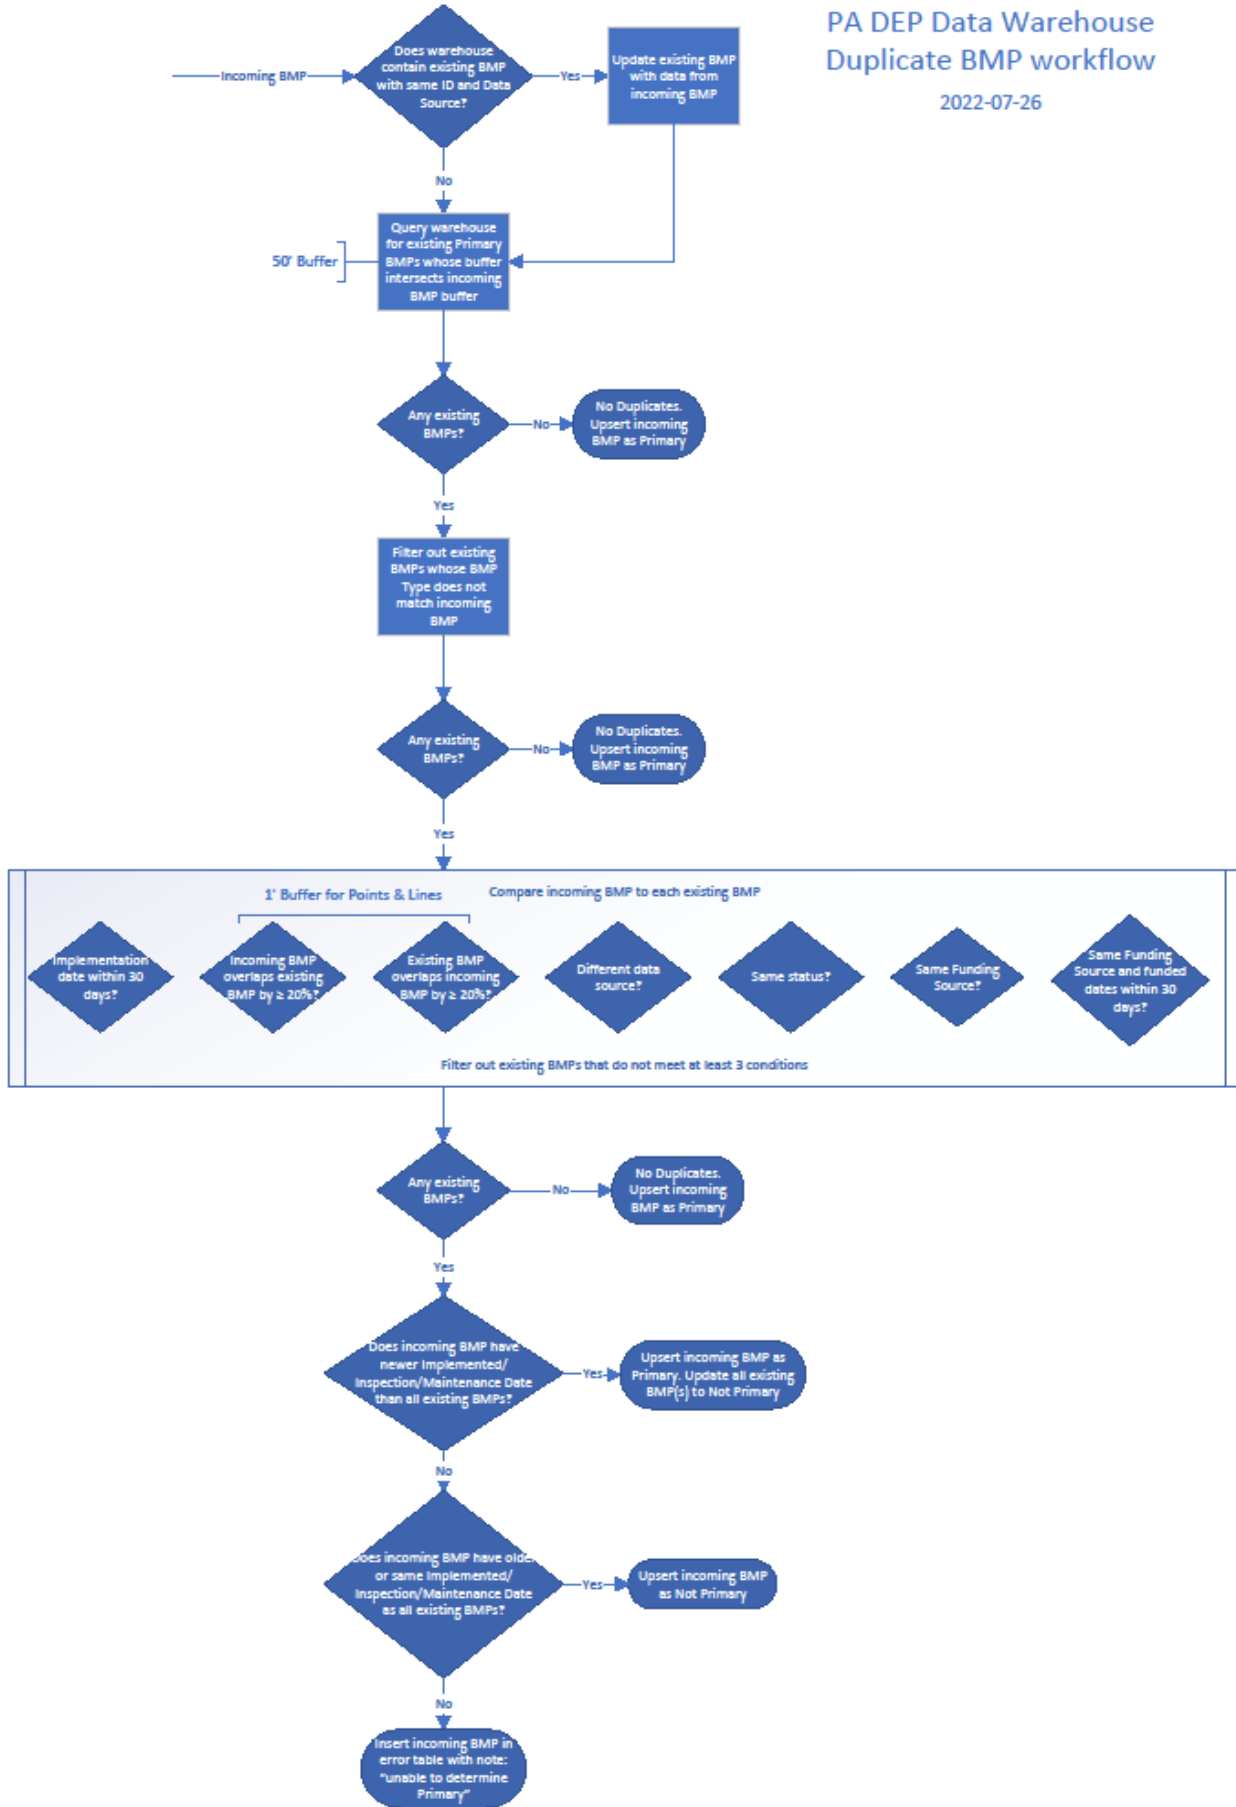 PA DEP Data Warehouse
Duplicate BMP workflow
2022-07-26
Incoming BMP
Does warehouse
contain existing BMP
with same ID and Data
Source?
Yes
Update existing BMP
with data from
incoming BMP
No
50' Buffer
Query warehouse
for existing Primary
BMPs whose buffer
intersects incoming
BMP buffer
Any existing
BMPs?
No
No Duplicates.
Upsert incoming
BMP as Primary
Yes
Filter out existing
BMPs whose BMP
Type does not
match incoming
BMP
Any existing
BMPs?
No
No Duplicates.
Upsert incoming
BMP as Primary
Yes
1' Buffer for Points & Lines
Compare incoming BMP to each existing BMP
Implementation
date within 30
days?
Incoming BMP
overlaps existing
BMP by ≥ 20%?
Existing BMP
overlaps incoming
BMP by ≥ 20%?
Different data
source?
Same status?
Same Funding
Source?
Same Funding
Source and funded
dates within 30
days?
Filter out existing BMPs that do not meet at least 3 conditions
Any existing
BMPs?
No
No Duplicates.
Upsert incoming
BMP as Primary
Yes
Does incoming BMP have
newer Implemented/
Inspection/Maintenance Date
than all existing BMPs?
Yes
Upsert incoming BMP as
Primary. Update all existing
BMP(s) to Not Primary
No
Does incoming BMP have older
or same Implemented/
Inspection/Maintenance Date
as all existing BMPs?
Yes
Upsert incoming BMP
as Not Primary
No
Insert incoming BMP in
error table with note:
"unable to determine
Primary"